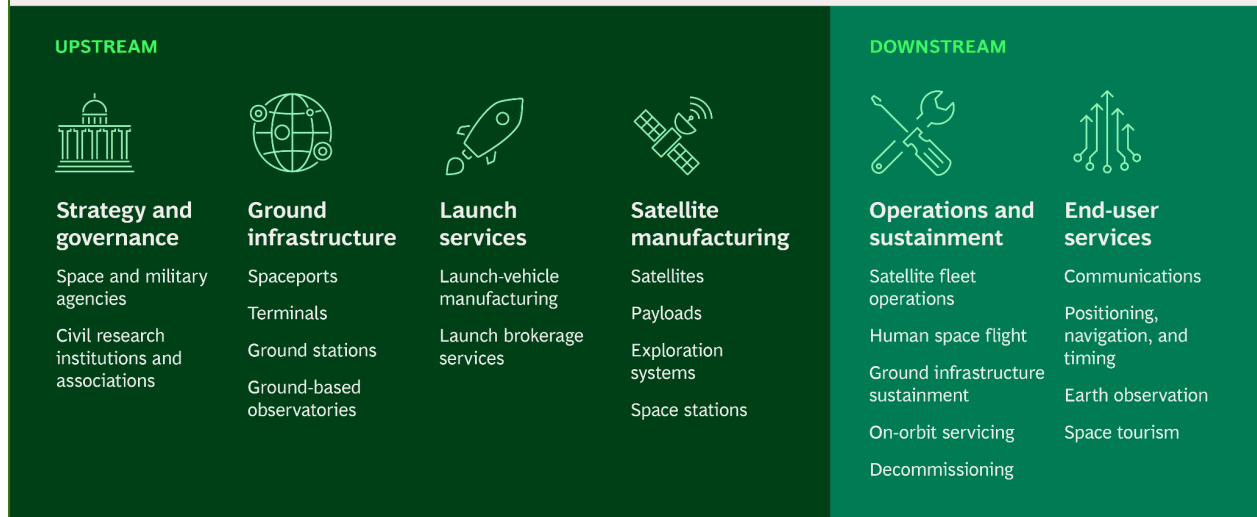 UPSTREAM
Strategy and
governance
Space and military
agencies
Civil research
institutions and
associations
Ground
infrastructure
Spaceports
Terminals
Ground stations
Ground-based
observatories
Launch
services
Launch-vehicle
manufacturing
Launch brokerage
services
Satellite
manufacturing
Satellites
Payloads
Exploration
systems
Space stations
DOWNSTREAM
Operations and
sustainment
Satellite fleet
operations
Human space flight
Ground infrastructure
sustainment
On-orbit servicing
Decommissioning
End-user
services
Communications
Positioning,
navigation, and
timing
Earth observation
Space tourism